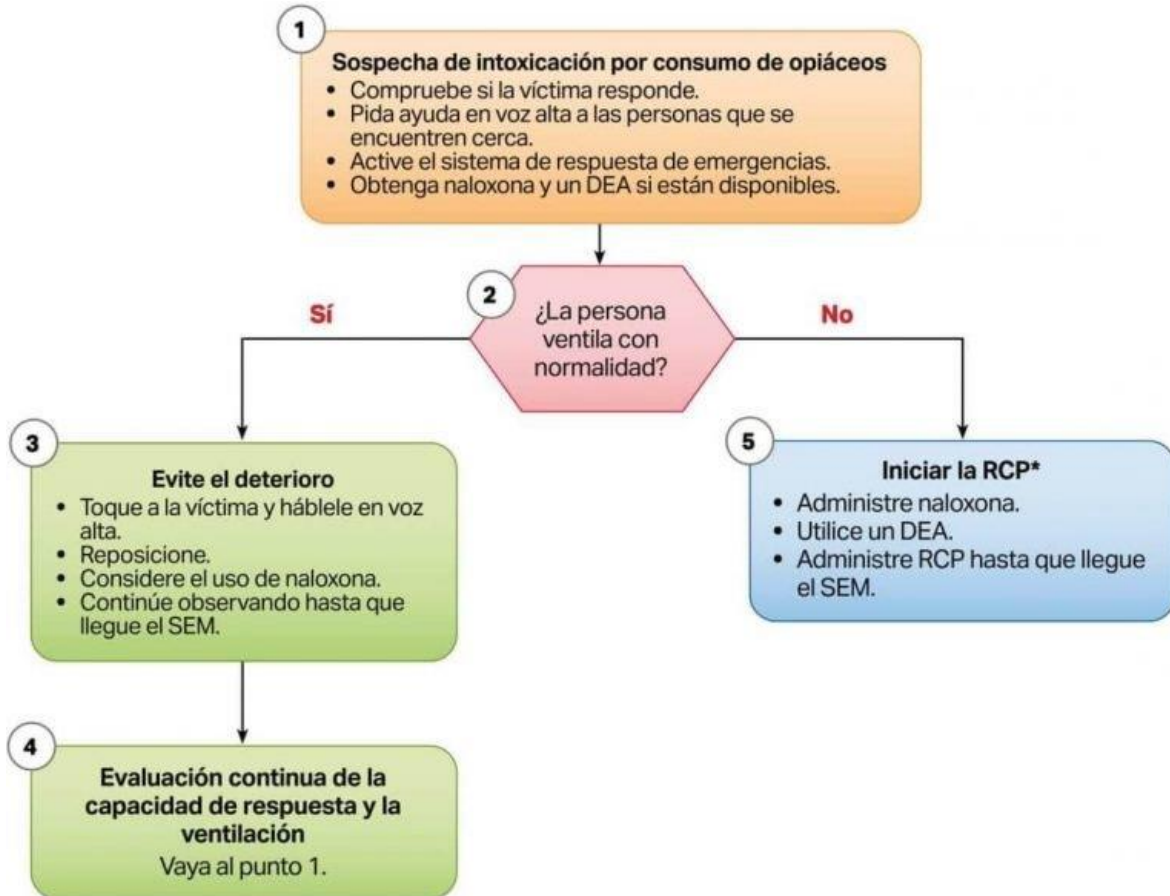 1
Sospecha de intoxicación por consumo de opiáceos
• Compruebe si la víctima responde.
• Pida ayuda en voz alta a las personas que se
encuentren cerca.
• Active el sistema de respuesta de emergencias.
• Obtenga naloxona y un DEA si están disponibles.
2
¿La persona
ventila con
normalidad?
Sí
No
3
Evite el deterioro
• Toque a la víctima y háblele en voz
alta.
• Reposicione.
• Considere el uso de naloxona.
• Continúe observando hasta que
llegue el SEM.
4
Evaluación continua de la
capacidad de respuesta y la
ventilación
Vaya al punto 1.
5
Iniciar la RCP*
• Administre naloxona.
• Utilice un DEA.
• Administre RCP hasta que llegue
el SEM.